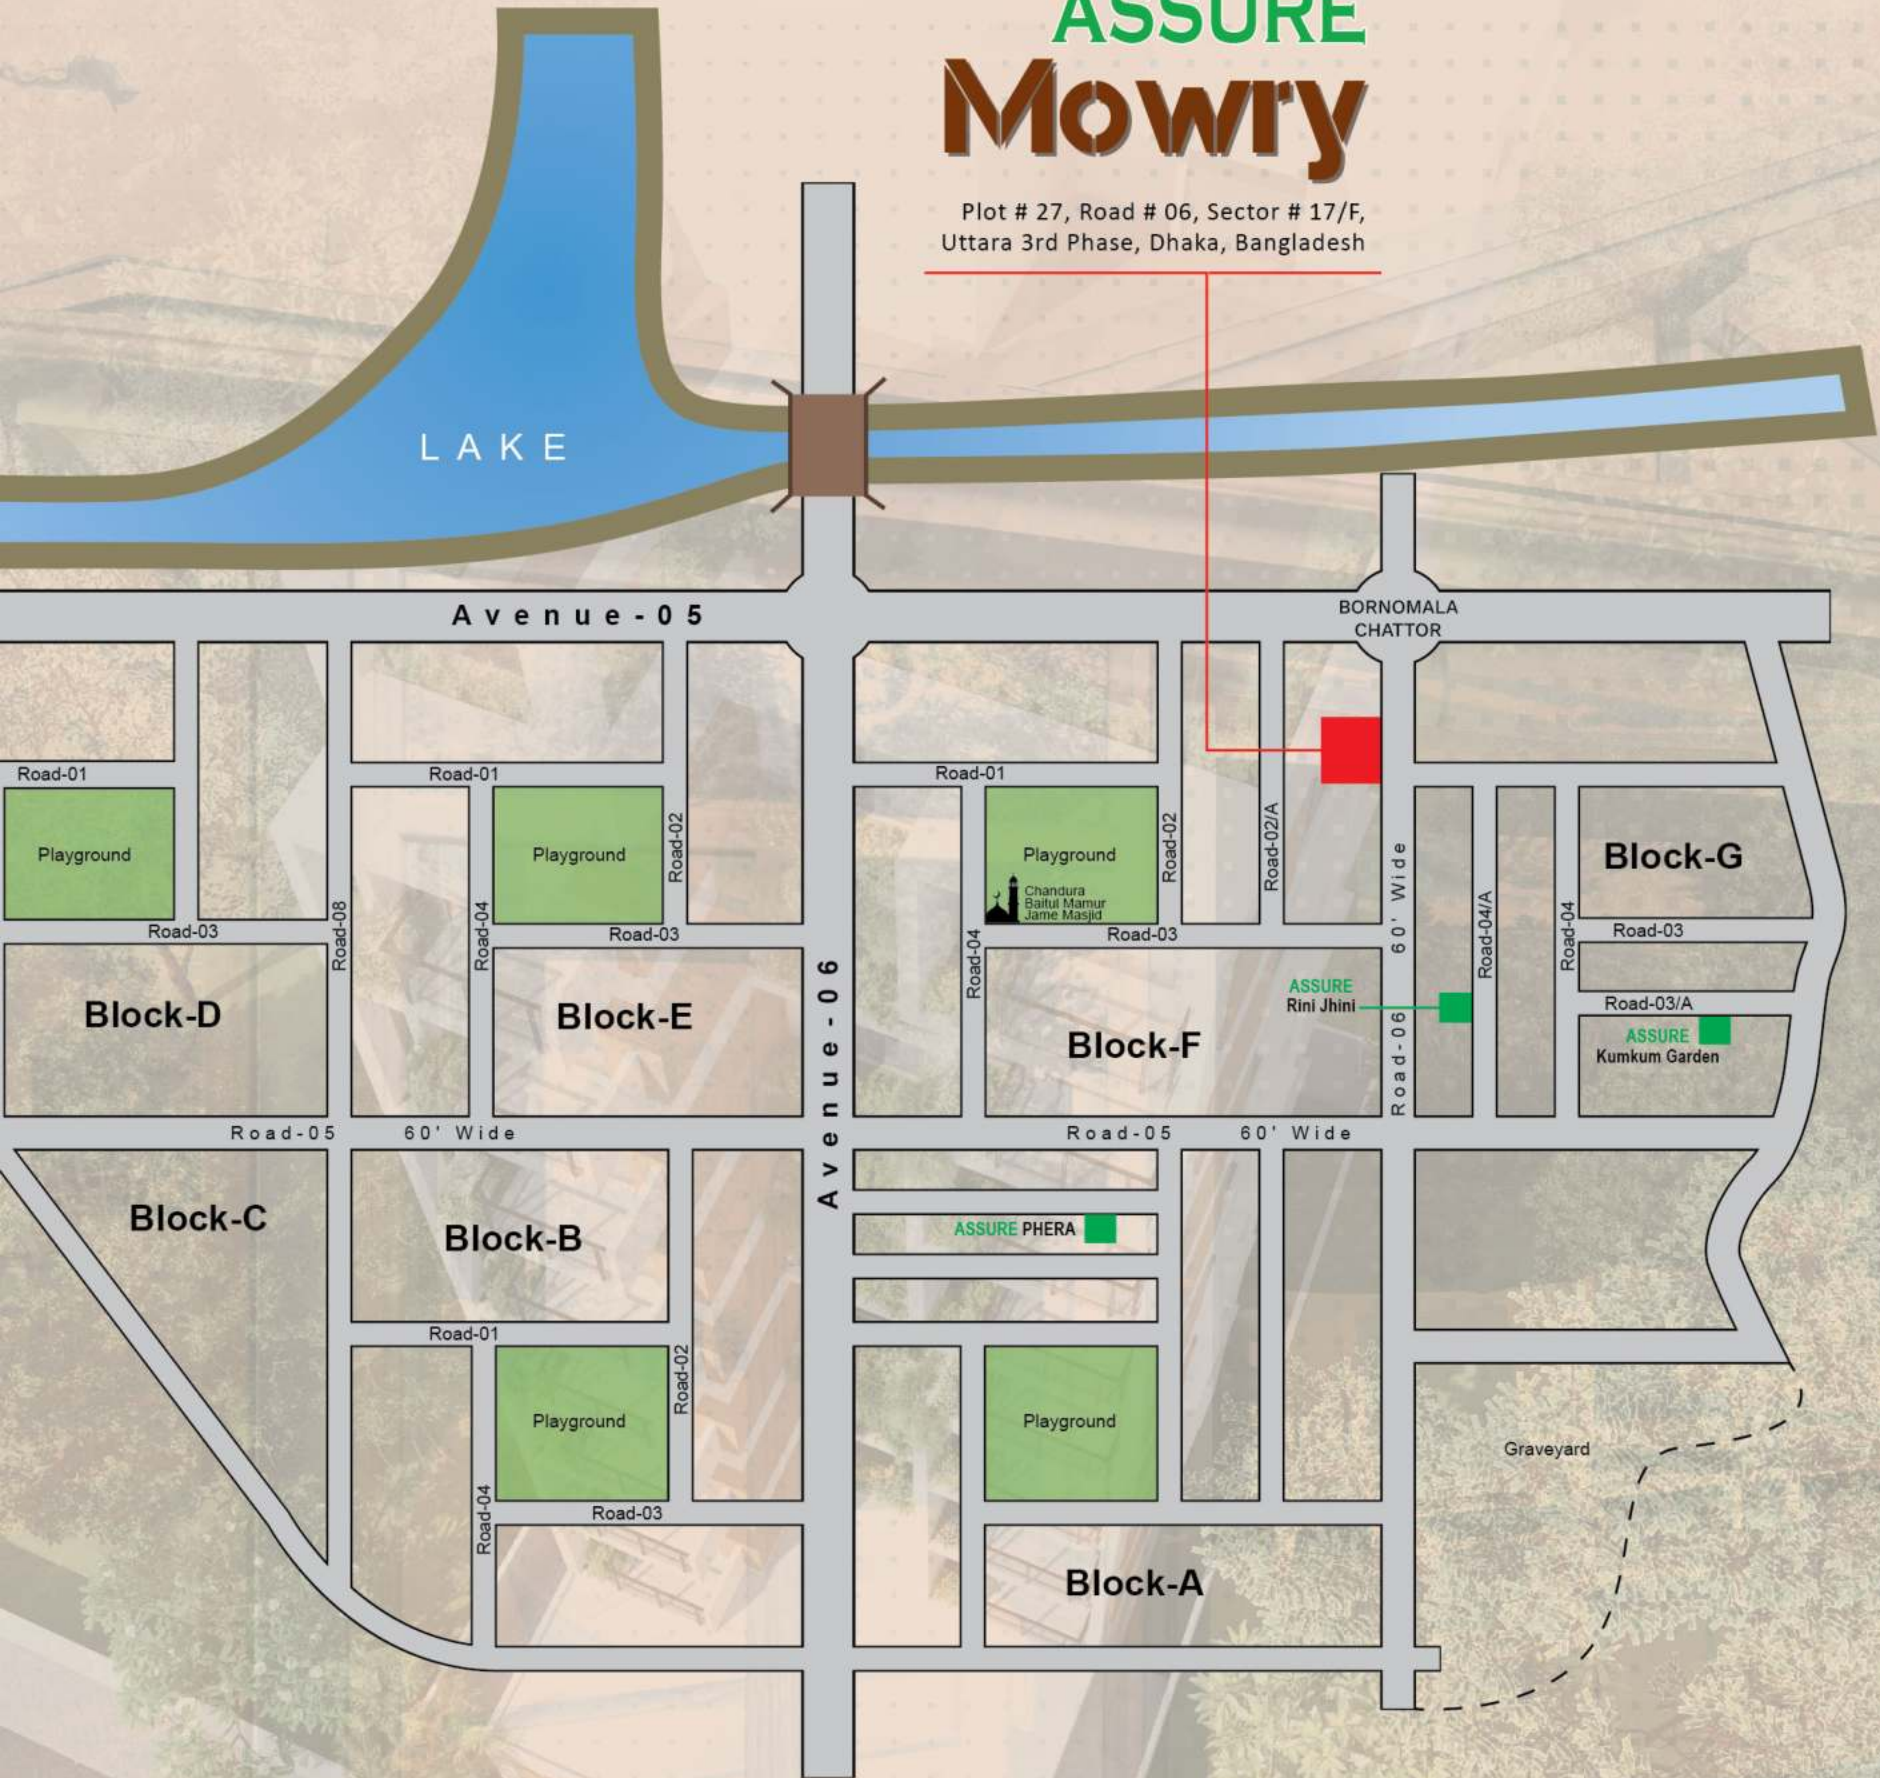 ASSURE
Mowry
Plot # 27, Road # 06, Sector # 17/F,
Uttara 3rd Phase, Dhaka, Bangladesh
LAKE
Avenue-05
BORNOMALA
CHATTOR
Road-01
Road-01
Road-01
Playground
Playground
Playground
Chandura
Baitul Mamur
Jame Masjid
Road-02
Road-02
Road-02/A
60' Wide
Block-G
Road-08
Road-04
Road-04
Road-04/A
Road-04
Road-03
Road-03
Road-03
Road-03
Block-D
Block-E
Avenue-06
Block-F
ASSURE
Rini Jhini
Road-06
Road-03/A
ASSURE
Kumkum Garden
Road-05 60' Wide
Road-05 60' Wide
Block-C
Block-B
ASSURE PHERA
Road-01
Road-02
Playground
Playground
Graveyard
Road-04
Road-03
Block-A